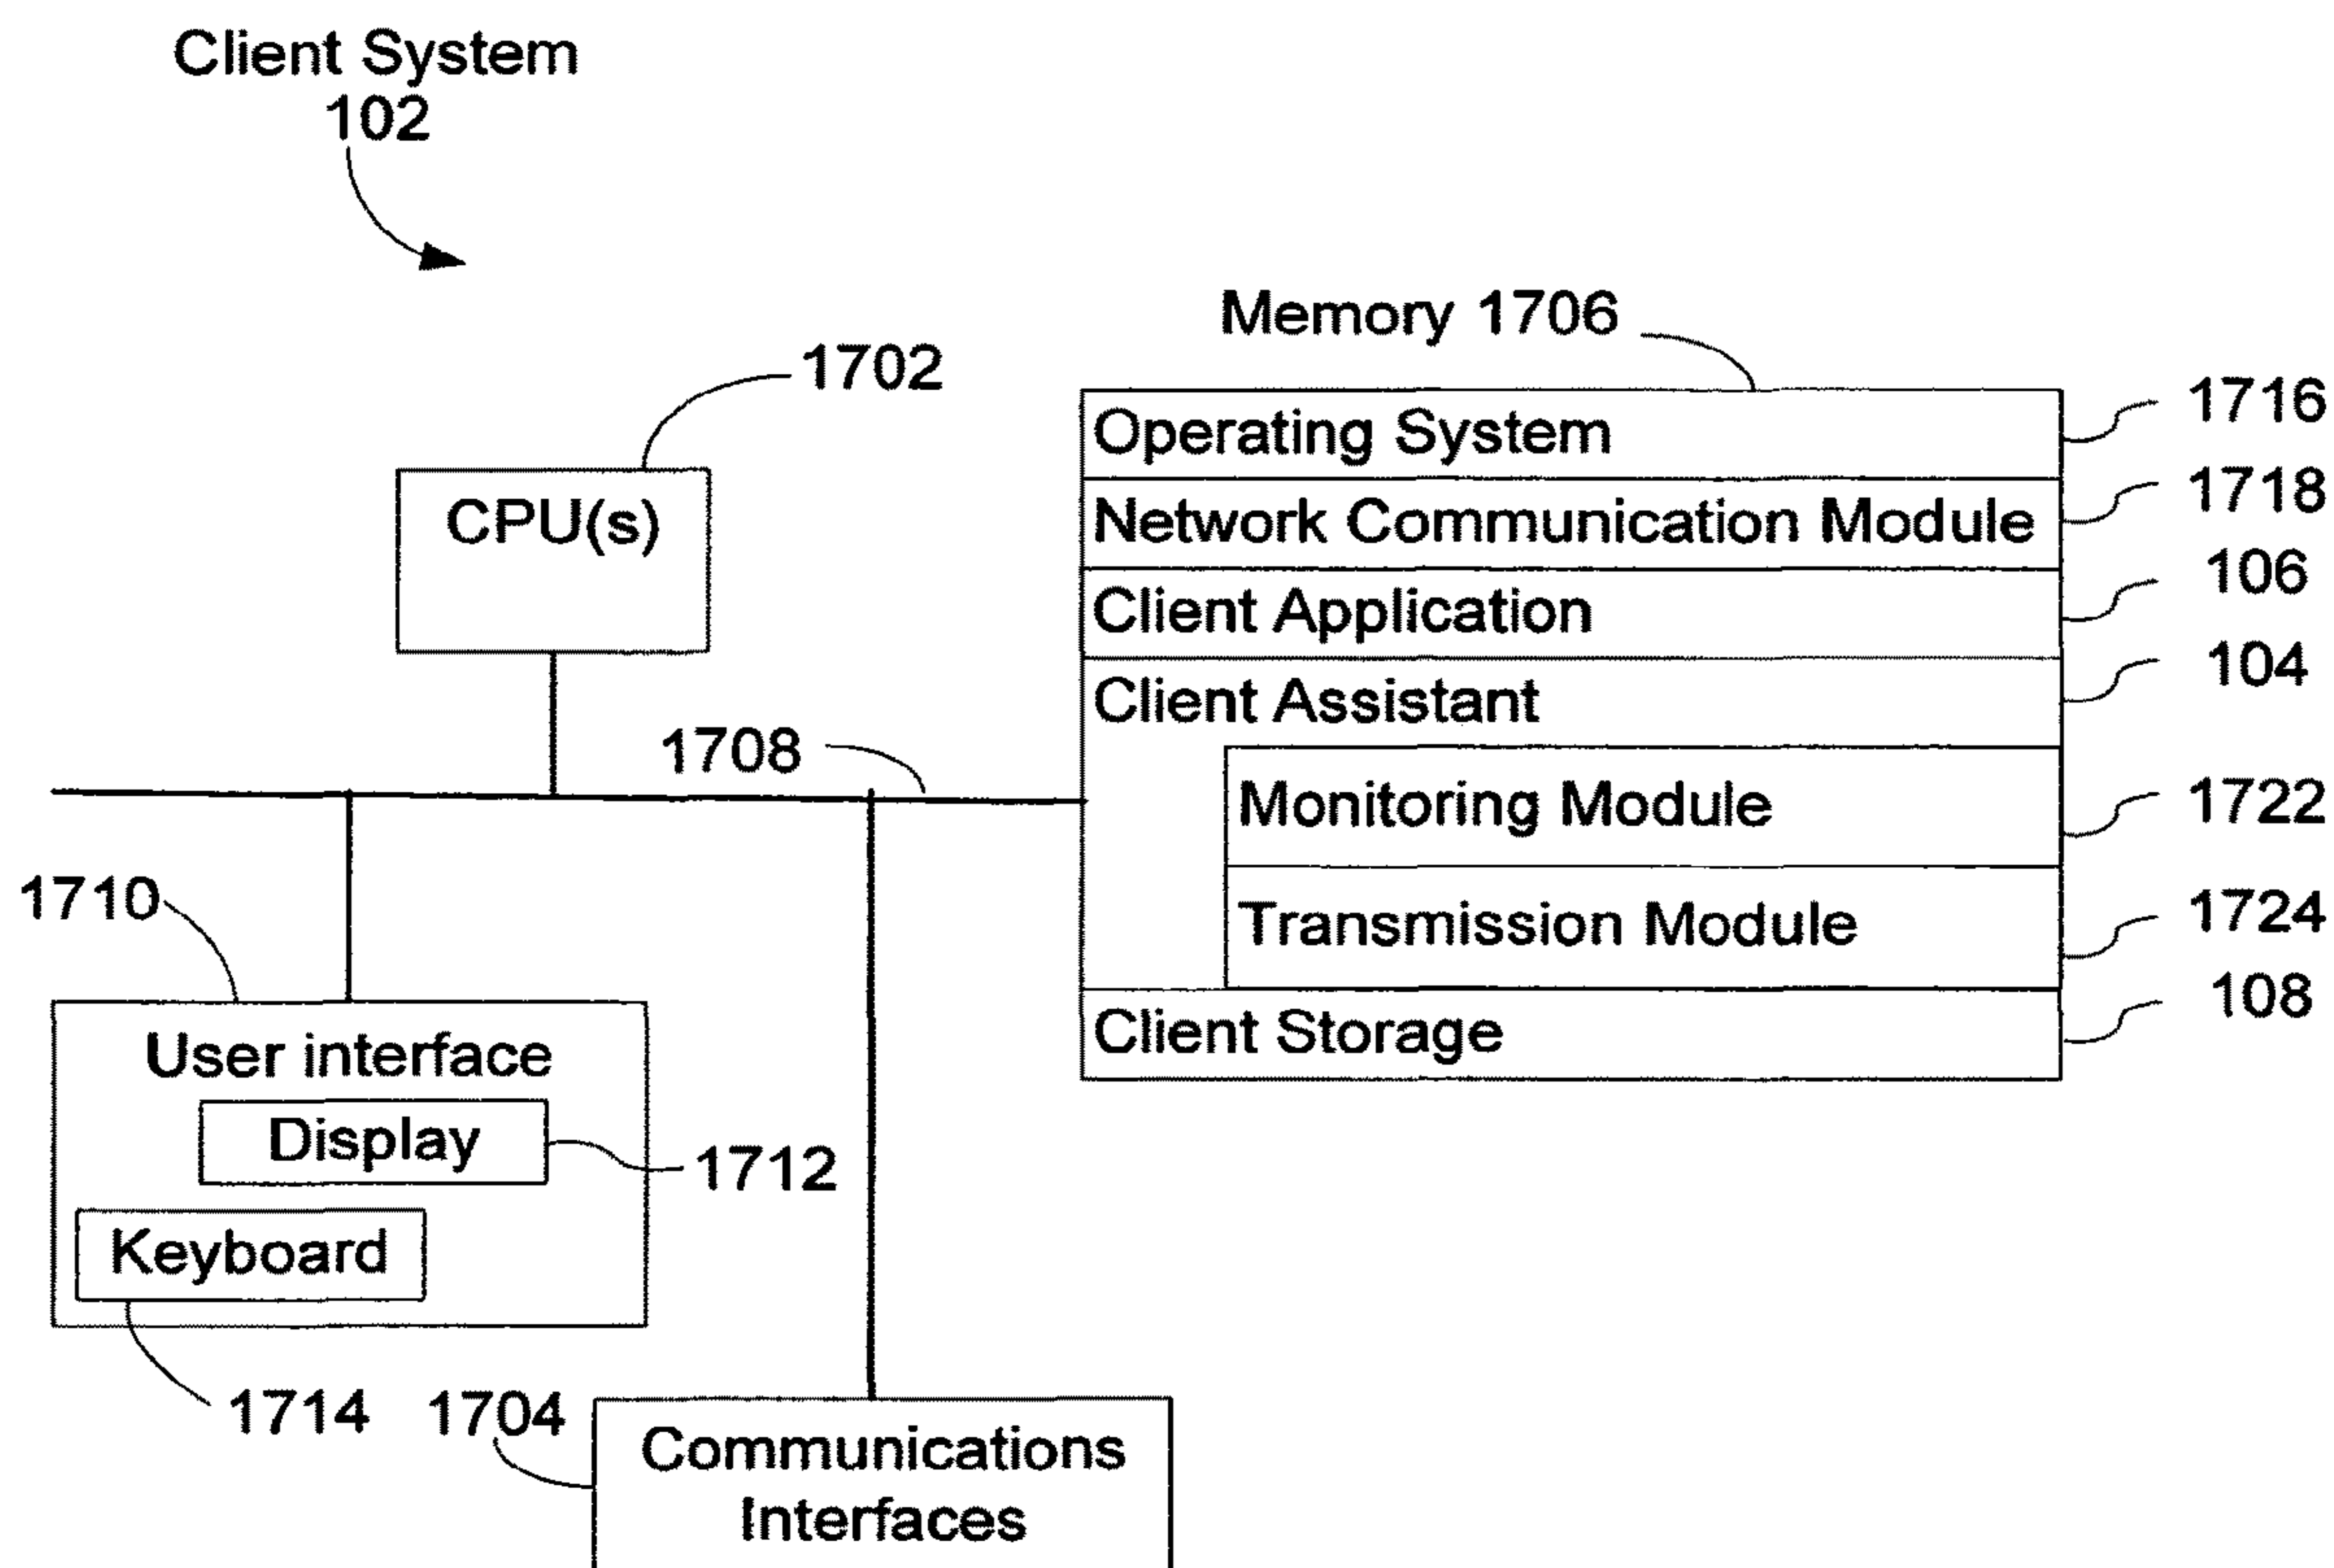 Client System
102
Memory 1706
1702
CPU(s)
Operating System
1716
Network Communication Module
1718
Client Application
106
Client Assistant
104
Monitoring Module
1722
Transmission Module
1724
Client Storage
108
1708
1710
User interface
Display
1712
Keyboard
1714
1704
Communications
Interfaces